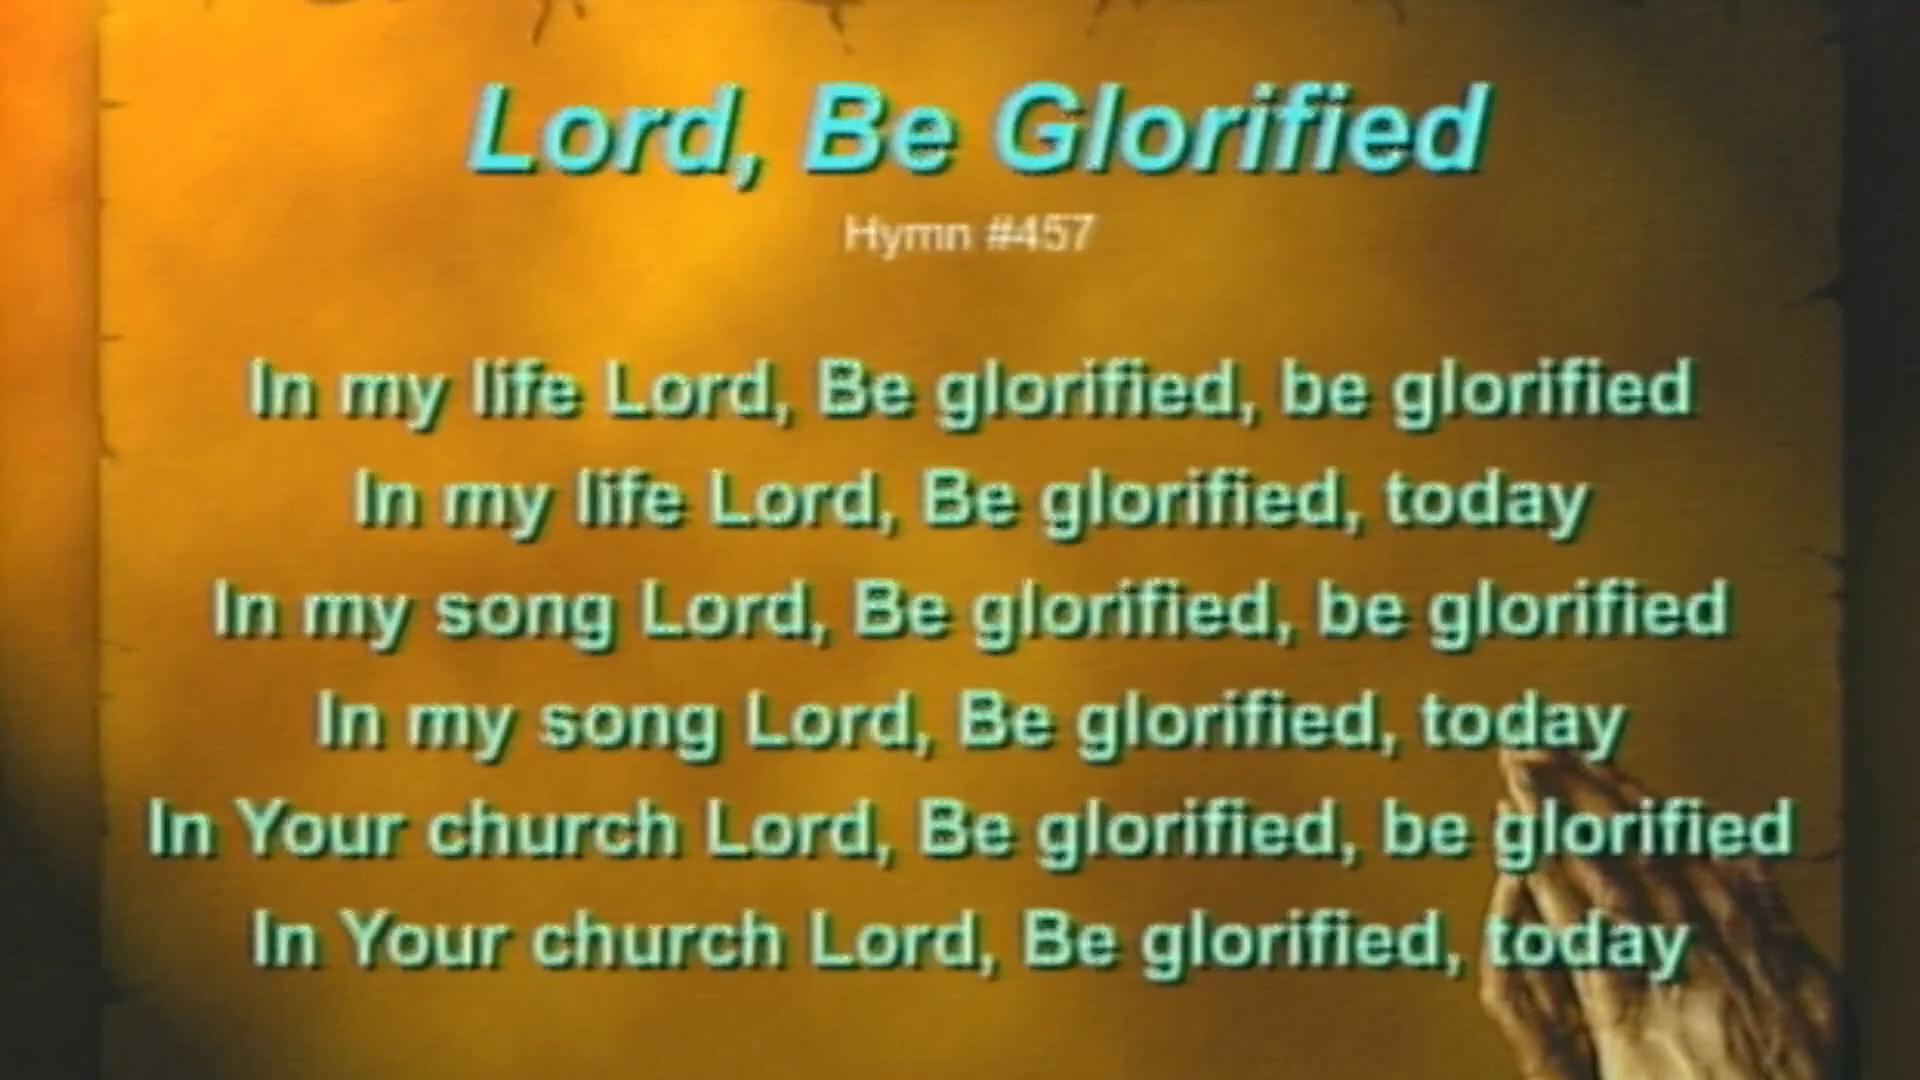 Lord, Be Glorified
Hymn #457
In my life Lord, Be glorified, be glorified
In my life Lord, Be glorified, today
In my song Lord, Be glorified, be glorified
In my song Lord, Be glorified, today
In Your church Lord, Be glorified, be glorified
In Your church Lord, Be glorified, today